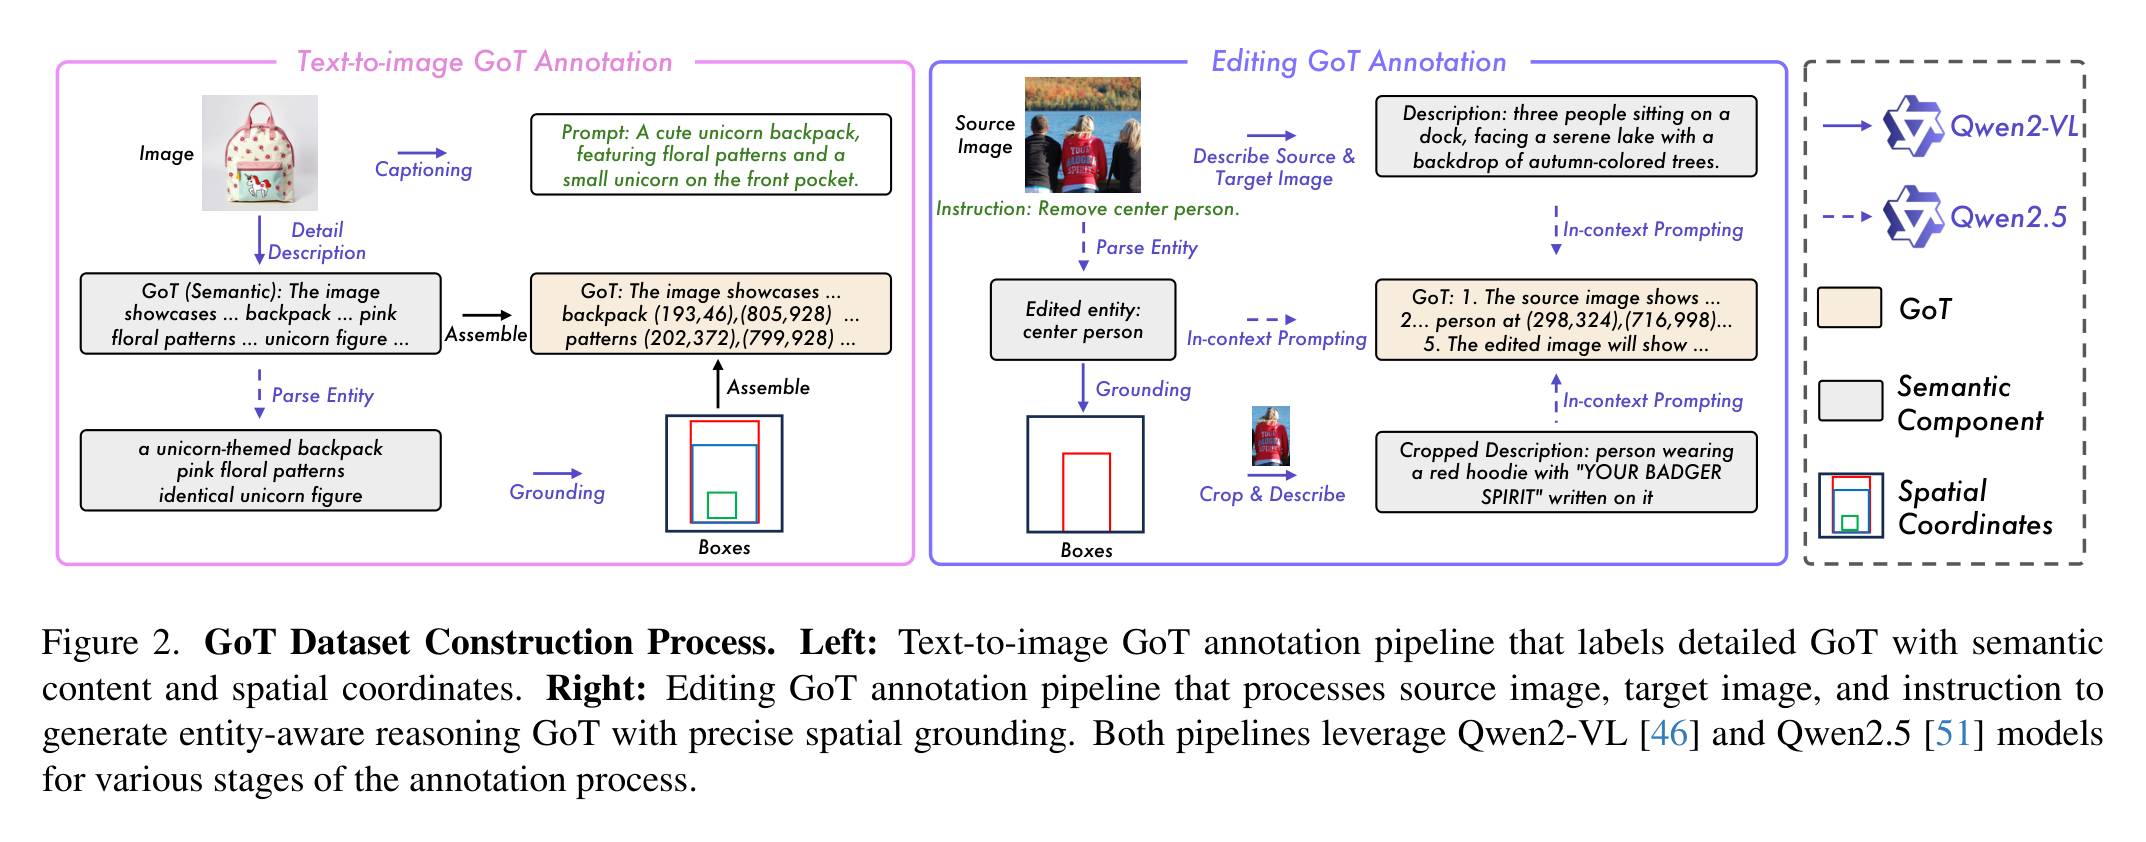 Text-to-image GoT Annotation
Image
Captioning
Prompt: A cute unicorn backpack,
featuring floral patterns and a
small unicorn on the front pocket.
Detail
Description
GoT (Semantic): The image
showcases ... backpack ... pink
floral patterns ... unicorn figure ...
Assemble
GoT: The image showcases ...
backpack (193,46),(805,928) ...
patterns (202,372),(799,928) ...
Parse Entity
Assemble
a unicorn-themed backpack
pink floral patterns
identical unicorn figure
Grounding
Boxes
Editing GoT Annotation
Source
Image
Describe Source &
Target Image
Description: three people sitting on a
dock, facing a serene lake with a
backdrop of autumn-colored trees.
Instruction: Remove center person.
Parse Entity
In-context Prompting
Edited entity:
center person
In-context Prompting
GoT: 1. The source image shows ...
2... person at (298,324),(716,998)...
5. The edited image will show ...
Grounding
In-context Prompting
YOUR
BADGER
SPIRIT
Crop & Describe
Cropped Description: person wearing
a red hoodie with "YOUR BADGER
SPIRIT" written on it
Boxes
Qwen2-VL
Qwen2.5
GoT
Semantic
Component
Spatial
Coordinates
Figure 2. GoT Dataset Construction Process. Left: Text-to-image GoT annotation pipeline that labels detailed GoT with semantic
content and spatial coordinates. Right: Editing GoT annotation pipeline that processes source image, target image, and instruction to
generate entity-aware reasoning GoT with precise spatial grounding. Both pipelines leverage Qwen2-VL [46] and Qwen2.5 [51] models
for various stages of the annotation process.